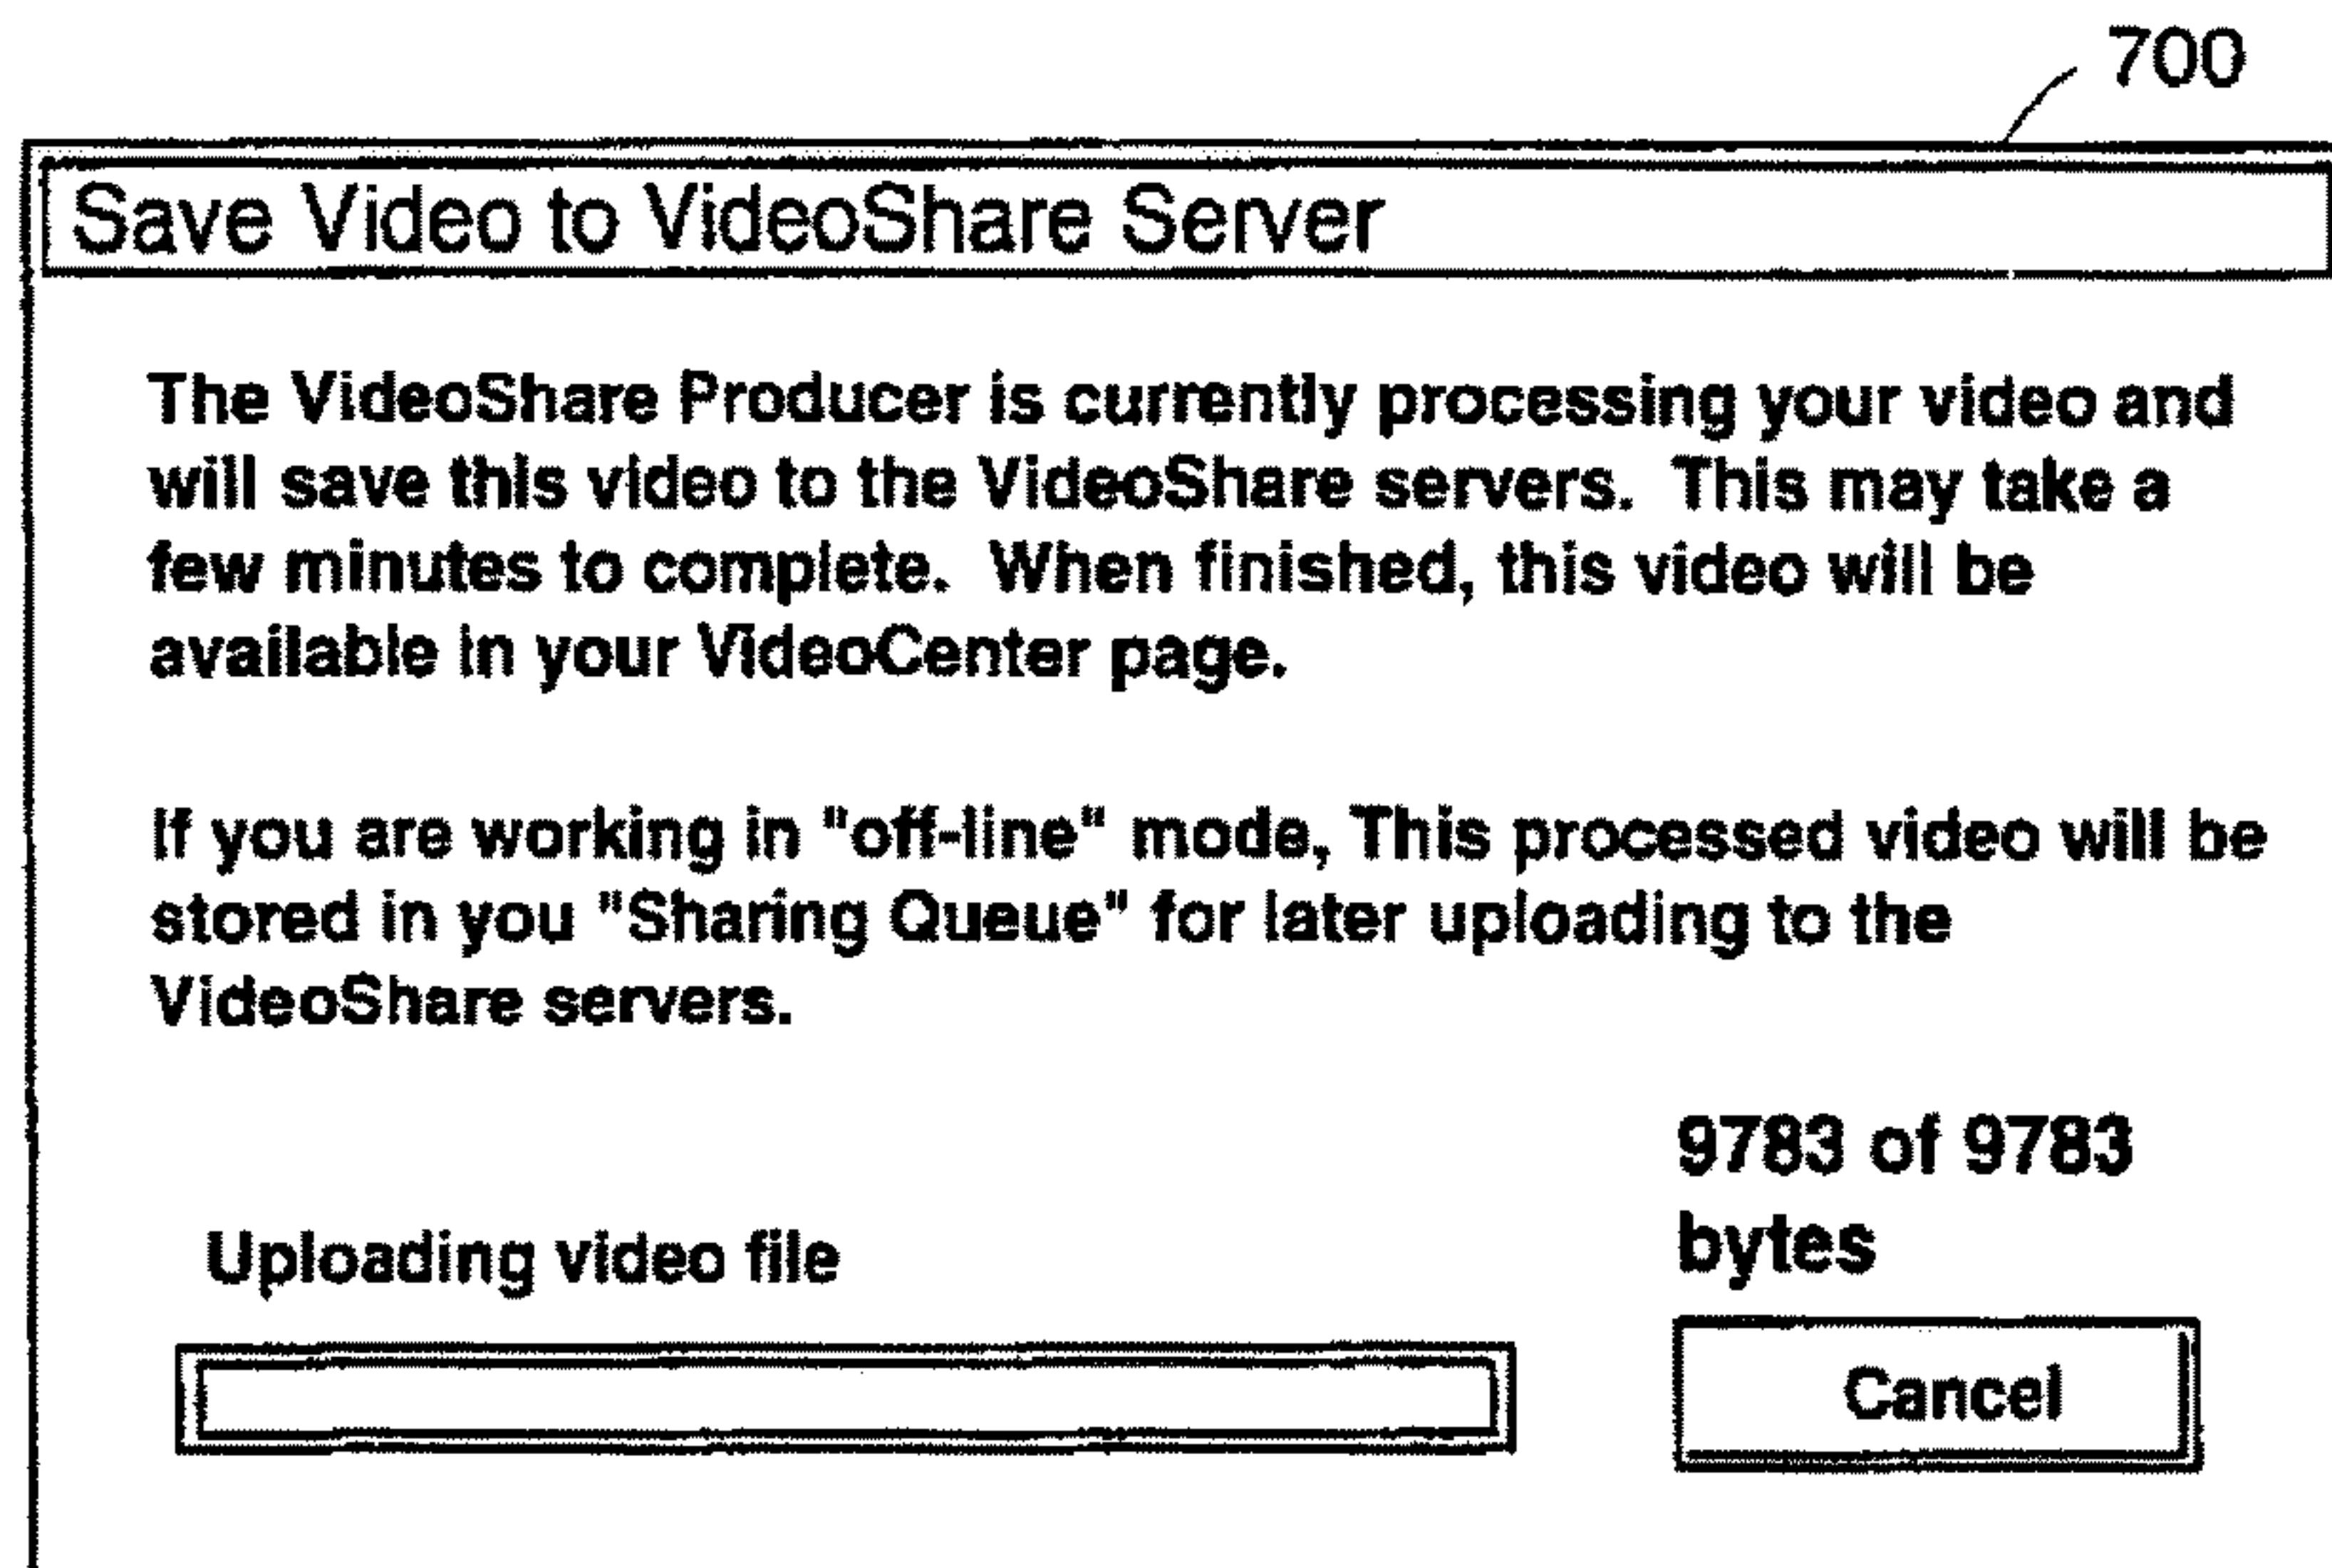 700
Save Video to VideoShare Server
The VideoShare Producer is currently processing your video and
will save this video to the VideoShare servers. This may take a
few minutes to complete. When finished, this video will be
available in your VideoCenter page.
If you are working in "off-line" mode, This processed video will be
stored in you "Sharing Queue" for later uploading to the
VideoShare servers.
9783 of 9783
bytes
Uploading video file
Cancel